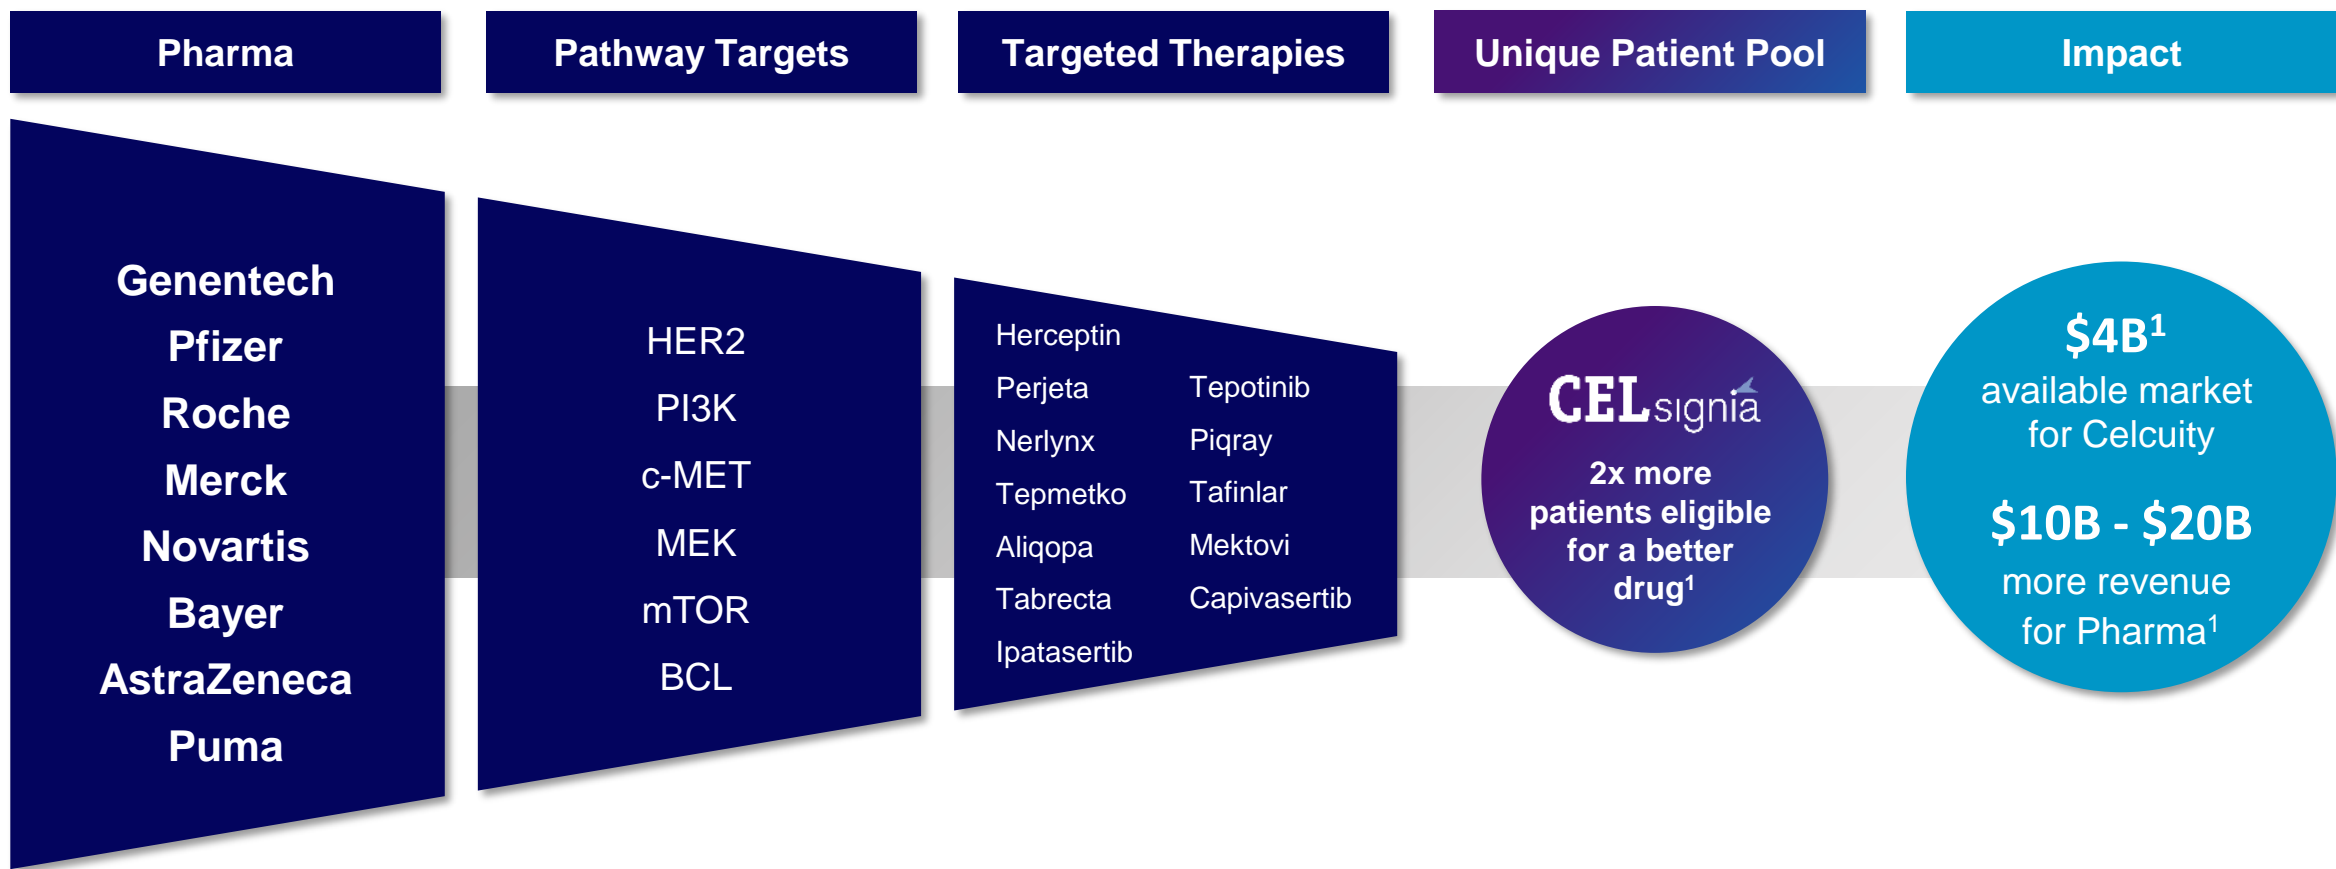 Pharma
Pathway Targets
Targeted Therapies
Unique Patient Pool
Impact
Genentech
Pfizer
Roche
Merck
Novartis
Bayer
AstraZeneca
Puma
HER2
PI3K
c-MET
MEK
mTOR
BCL
Herceptin
Perjeta
Nerlynx
Tepmetko
Aliqopa
Tabrecta
Ipatasertib
Tepotinib
Piqray
Tafinlar
Mektovi
Capivasertib
CELsignia
2x more
patients eligible
for a better
drug¹
$4B¹
available market
for Celcuity
$10B - $20B
more revenue
for Pharma¹